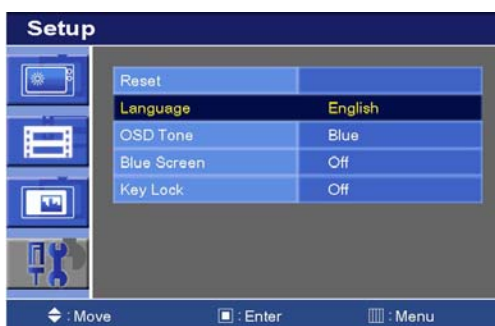 Setup
Reset
Language English
OSD Tone Blue
Blue Screen Off
Key Lock Off
: Move : Enter : Menu